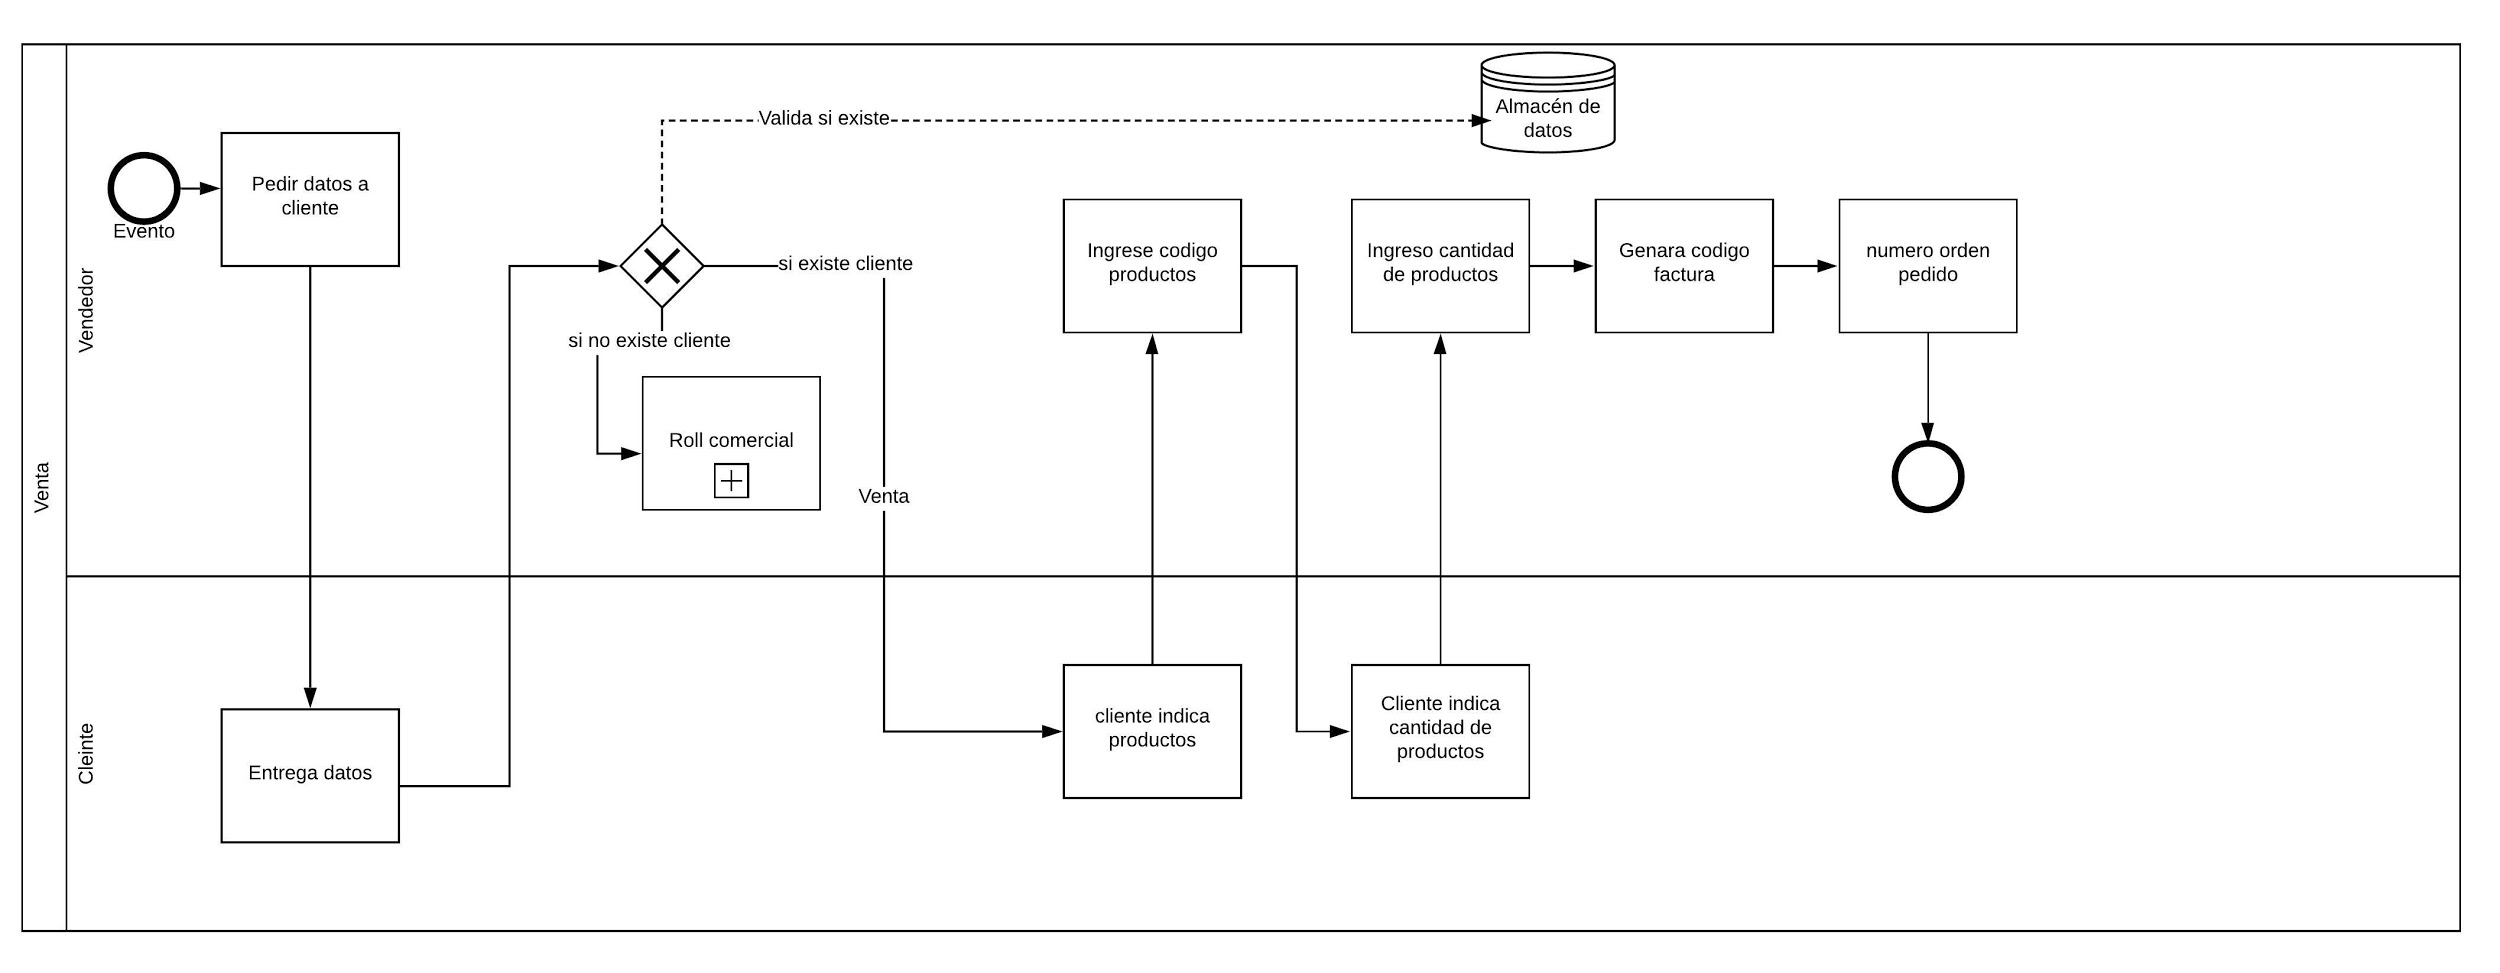 Venta
Vendedor
Cleinte
Evento
Pedir datos a
cliente
Entrega datos
Valida si existe
Almacén de
datos
si existe cliente
si no existe cliente
Roll comercial
Venta
cliente indica
productos
Ingrese codigo
productos
Cliente indica
cantidad de
productos
Ingreso cantidad
de productos
Genara codigo
factura
numero orden
pedido